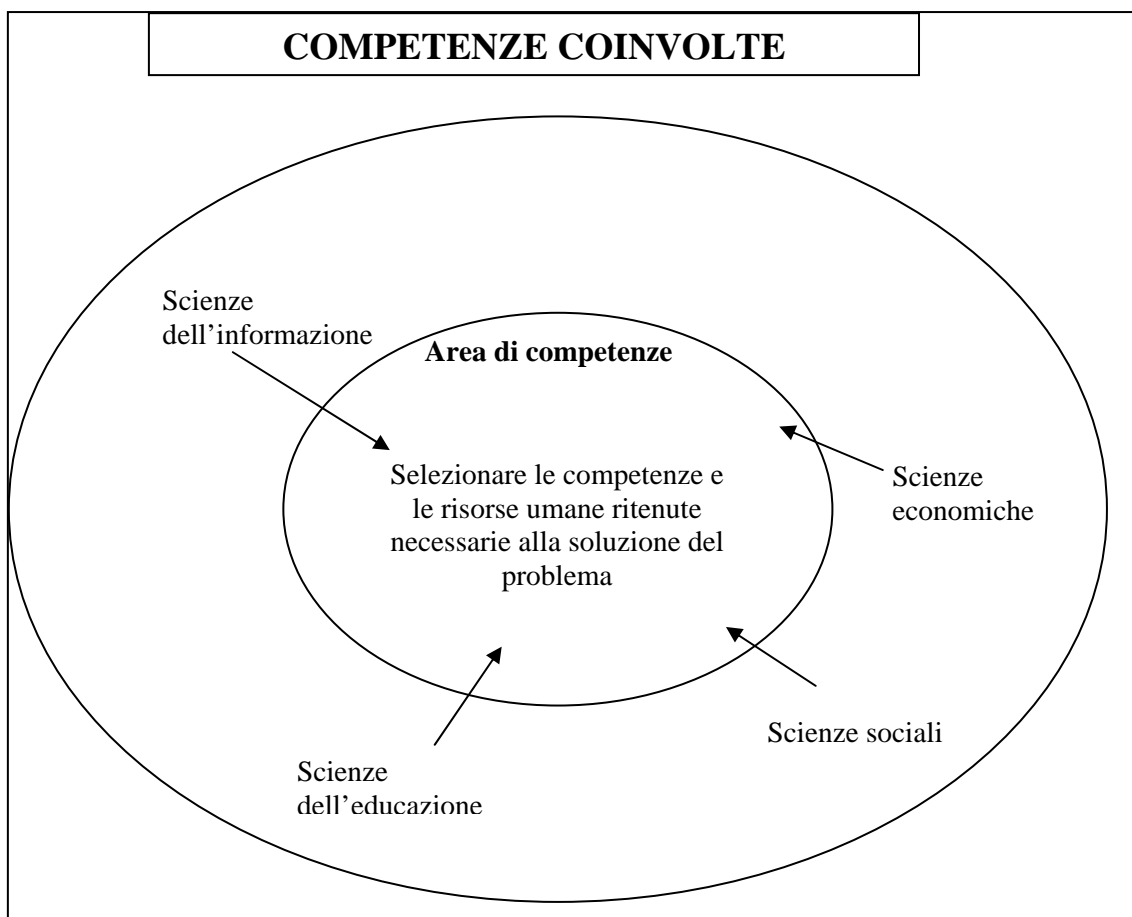 COMPETENZE COINVOLTE
Scienze
dell’informazione
Area di competenze
Selezionare le competenze e
le risorse umane ritenute
necessarie alla soluzione del
problema
Scienze
economiche
Scienze sociali
Scienze
dell’educazione